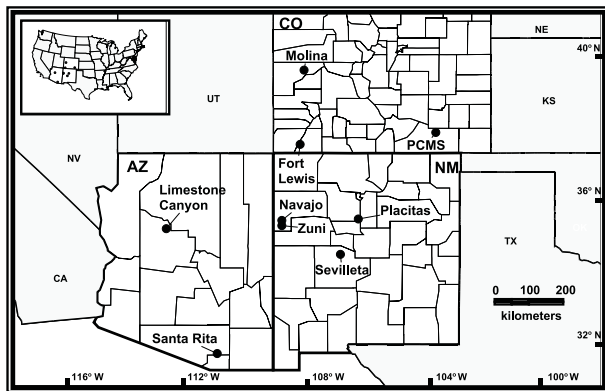 CO
NE
40° N
Molina
UT
KS
PCMS
Fort
Lewis
NV
AZ
NM
Limestone
Canyon
36° N
Navajo
Placitas
Zuni
TX
Sevilleta
CA
0 100 200
kilometers
Santa Rita
32° N
116° W
112° W
108° W
104° W
100° W